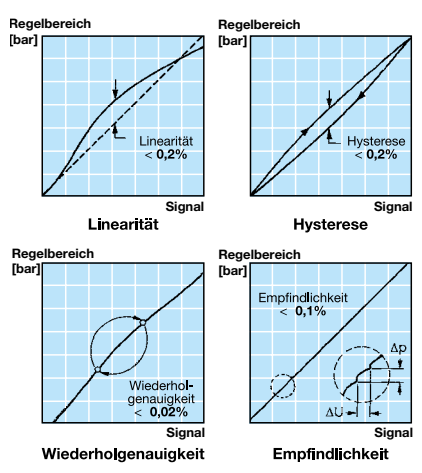 Regelbereich
[bar]
Linearität
< 0,2%
Signal
Linearität
Regelbereich
[bar]
Hysterese
< 0,2%
Signal
Hysterese
Regelbereich
[bar]
Wiederhol-
genauigkeit
< 0,02%
Signal
Wiederholgenauigkeit
Regelbereich
[bar]
Empfindlichkeit
< 0,1%
Δp
ΔU
Signal
Empfindlichkeit